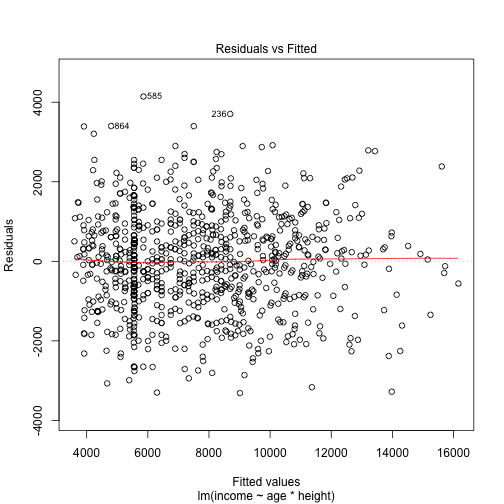 Residuals vs Fitted
4000
2000
0
-2000
-4000
Residuals
585
236
864
4000 6000 8000 10000 12000 14000 16000
Fitted values
lm(income ~ age * height)